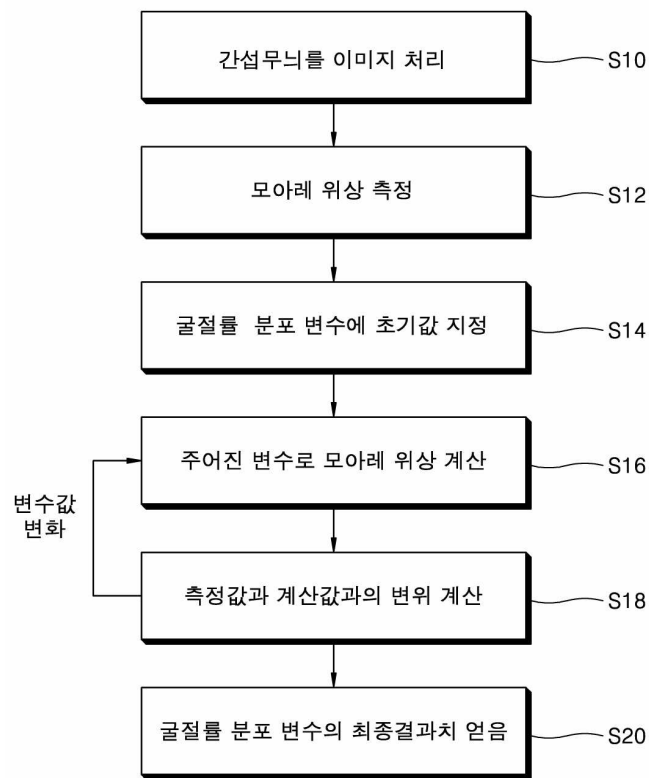 간섭무늬를 이미지 처리
S10
모아레 위상 측정
S12
굴절률 분포 변수에 초기값 지정
S14
주어진 변수로 모아레 위상 계산
S16
변수값
변화
측정값과 계산값과의 변위 계산
S18
굴절률 분포 변수의 최종결과치 얻음
S20